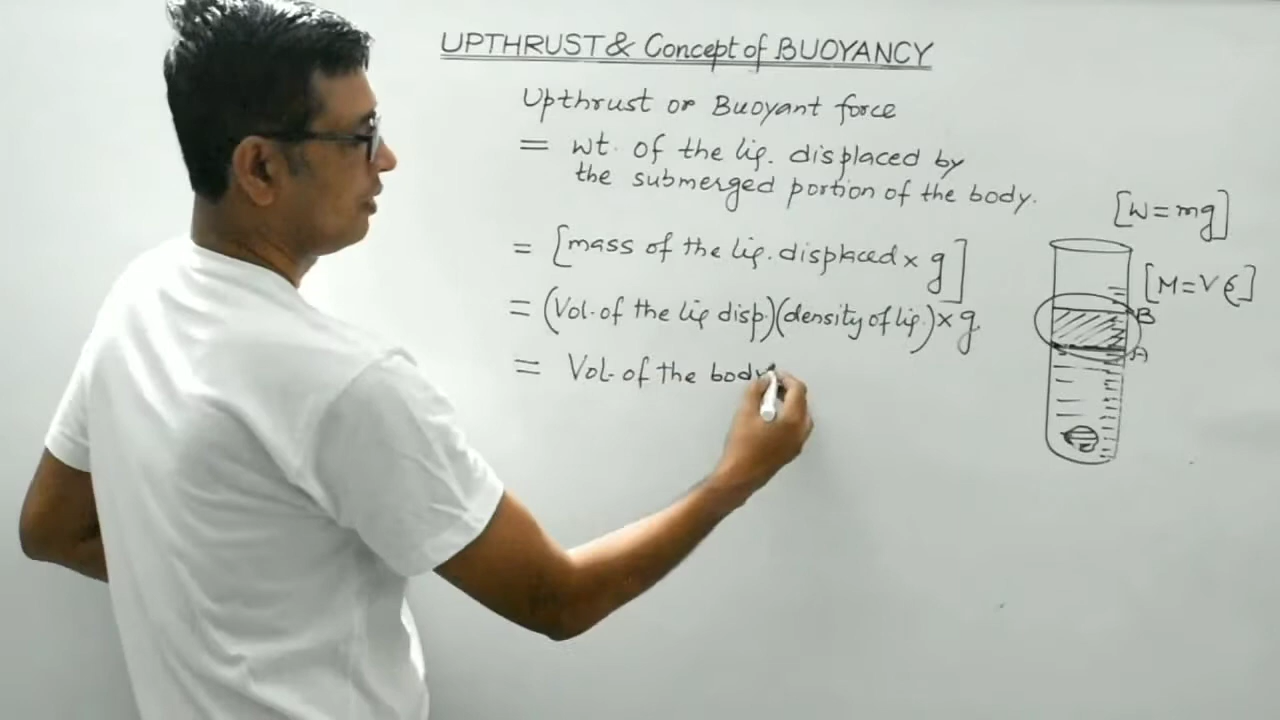 UPTHRUST & Concept of BUOYANCY
Upthrust or Buoyant force
= wt. of the liq. displaced by
the submerged portion of the body.
= [mass of the liq. displaced × g]
= (Vol. of the liq disp.)(density of liq.) × g
= Vol. of the body
[W = mg]
[M = V ϵ]
B
A